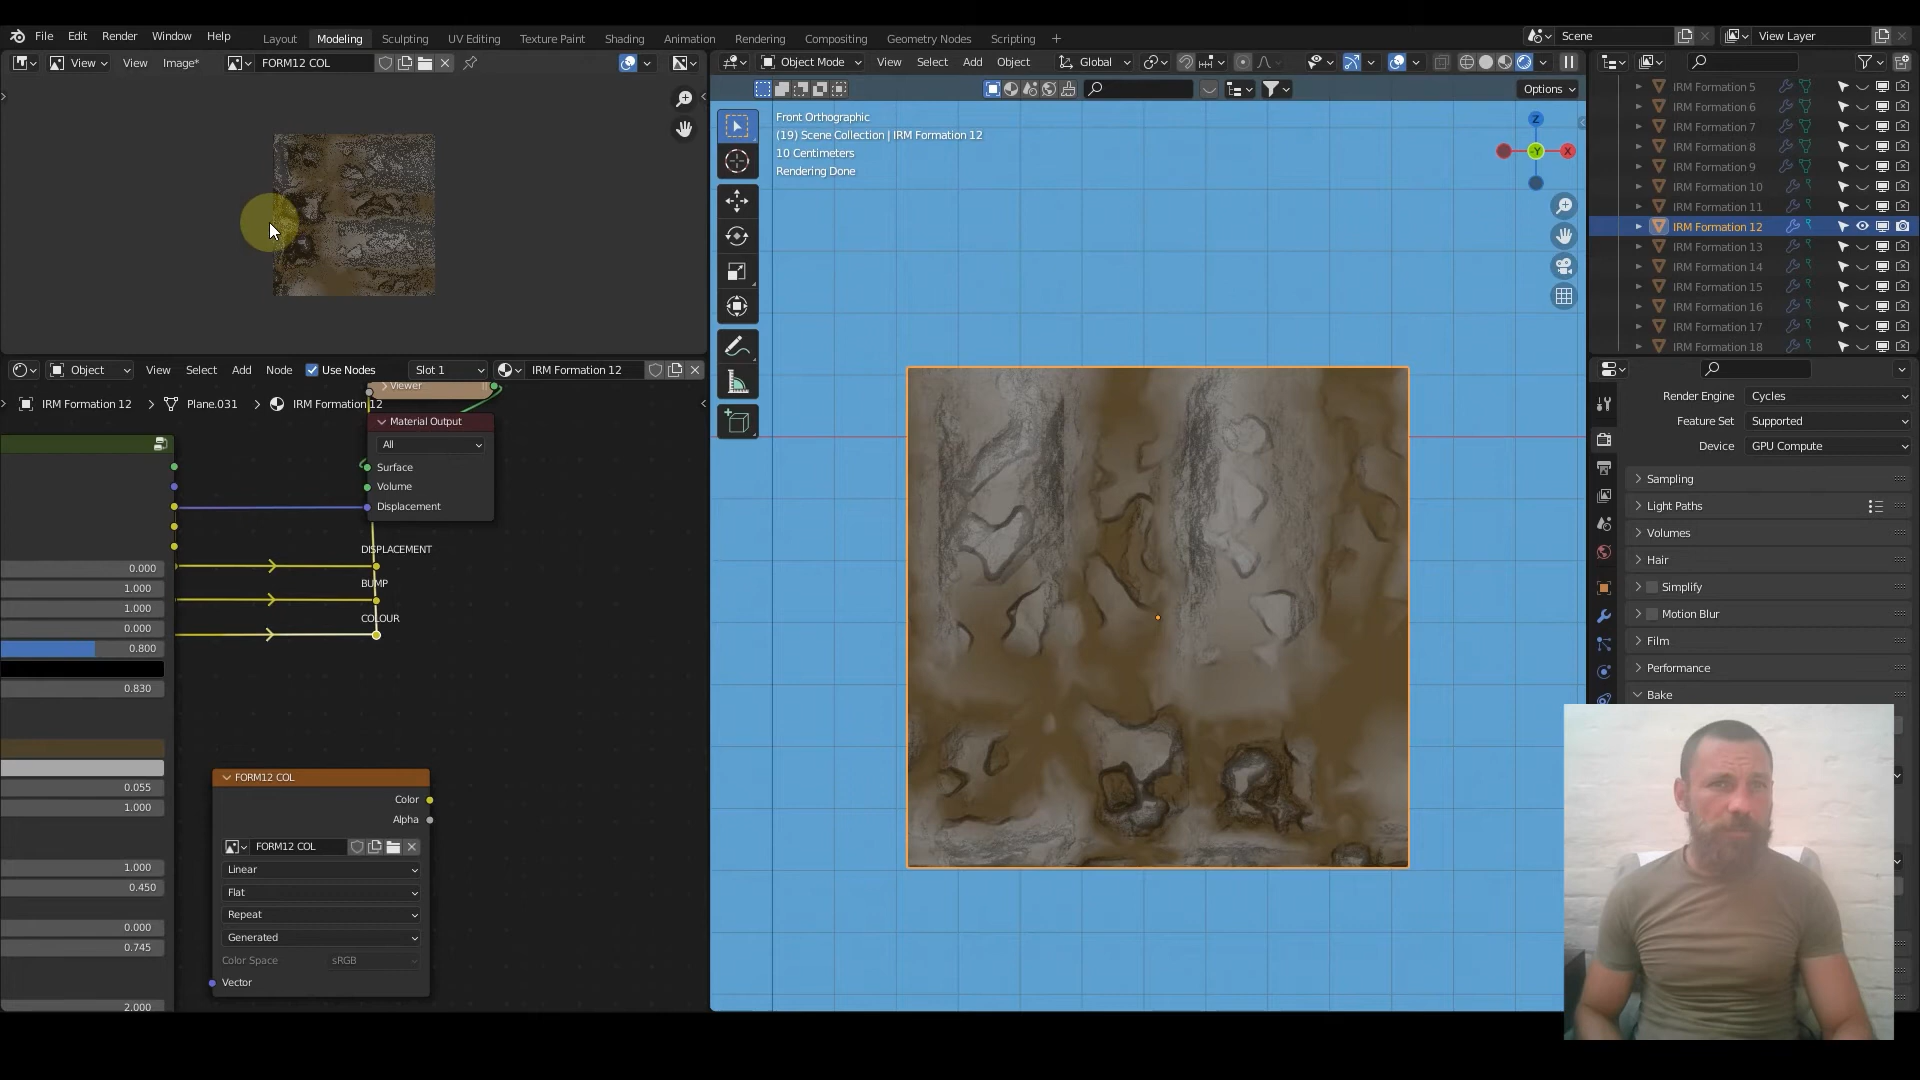 File Edit Render Window Help
Layout Modeling Sculpting UV Editing Texture Paint Shading Animation Rendering Compositing Geometry Nodes Scripting +
Scene View Layer
View View Image* FORM12 COL
Object Mode View Select Add Object Global
Options
Front Orthographic
(19) Scene Collection | IRM Formation 12
10 Centimeters
Rendering Done
Z
X
-Y
IRM Formation 5
IRM Formation 6
IRM Formation 7
IRM Formation 8
IRM Formation 9
IRM Formation 10
IRM Formation 11
IRM Formation 12
IRM Formation 13
IRM Formation 14
IRM Formation 15
IRM Formation 16
IRM Formation 17
IRM Formation 18
Object View Select Add Node Use Nodes Slot 1 IRM Formation 12
IRM Formation 12 > Plane.031 > IRM Formation 12
Viewer
Material Output
All
Surface
Volume
Displacement
DISPLACEMENT
BUMP
COLOUR
0.000
1.000
1.000
0.000
0.800
0.830
0.055
1.000
1.000
0.450
0.000
0.745
2.000
FORM12 COL
Color
Alpha
FORM12 COL
Linear
Flat
Repeat
Generated
Color Space sRGB
Vector
Render Engine Cycles
Feature Set Supported
Device GPU Compute
Sampling
Light Paths
Volumes
Hair
Simplify
Motion Blur
Film
Performance
Bake